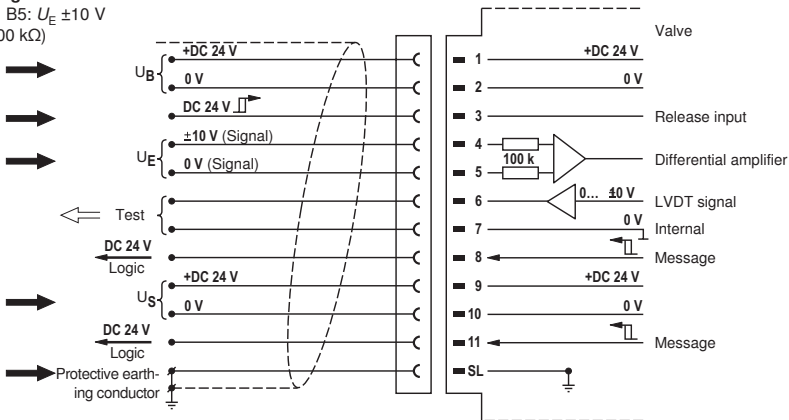 B5: UE ±10 V
00 kΩ)
Valve
UB
+DC 24 V
0 V
DC 24 V
UE
±10 V (Signal)
0 V (Signal)
Test
DC 24 V
Logic
US
+DC 24 V
0 V
DC 24 V
Logic
Protective earth-
ing conductor
1 +DC 24 V
2 0 V
3 Release input
4
100 k
5
Differential amplifier
6 0... ±10 V LVDT signal
7 0 V Internal
8 Message
9 +DC 24 V
10 0 V
11 Message
SL